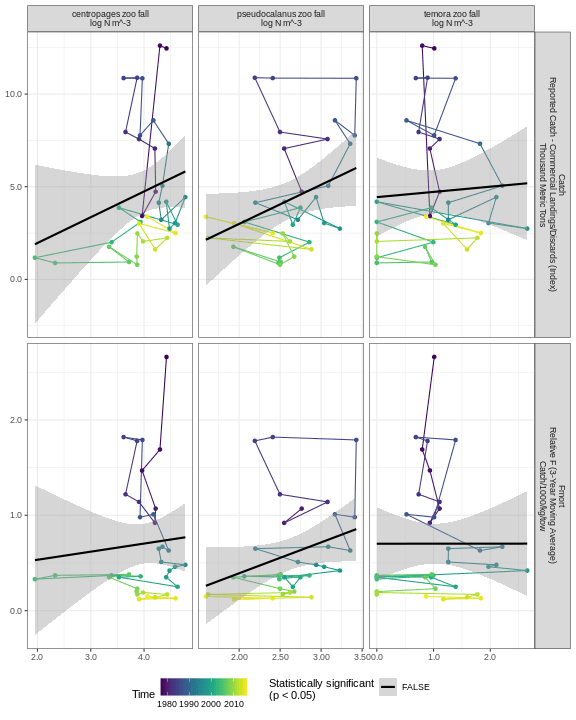 centropages zoo fall
log N m^-3
pseudocalanus zoo fall
log N m^-3
temora zoo fall
log N m^-3
10.0
5.0
0.0
Catch
Reported Catch - Commercial Landings/Discards (Index)
Thousand Metric Tons
2.0
1.0
0.0
Fmort
Relative F (3-Year Moving Average)
Catch/1000/kg/tow
2.0 3.0 4.0
2.00 2.50 3.00 3.50
0.0 1.0 2.0
Time
1980 1990 2000 2010
Statistically significant
(p < 0.05)
FALSE